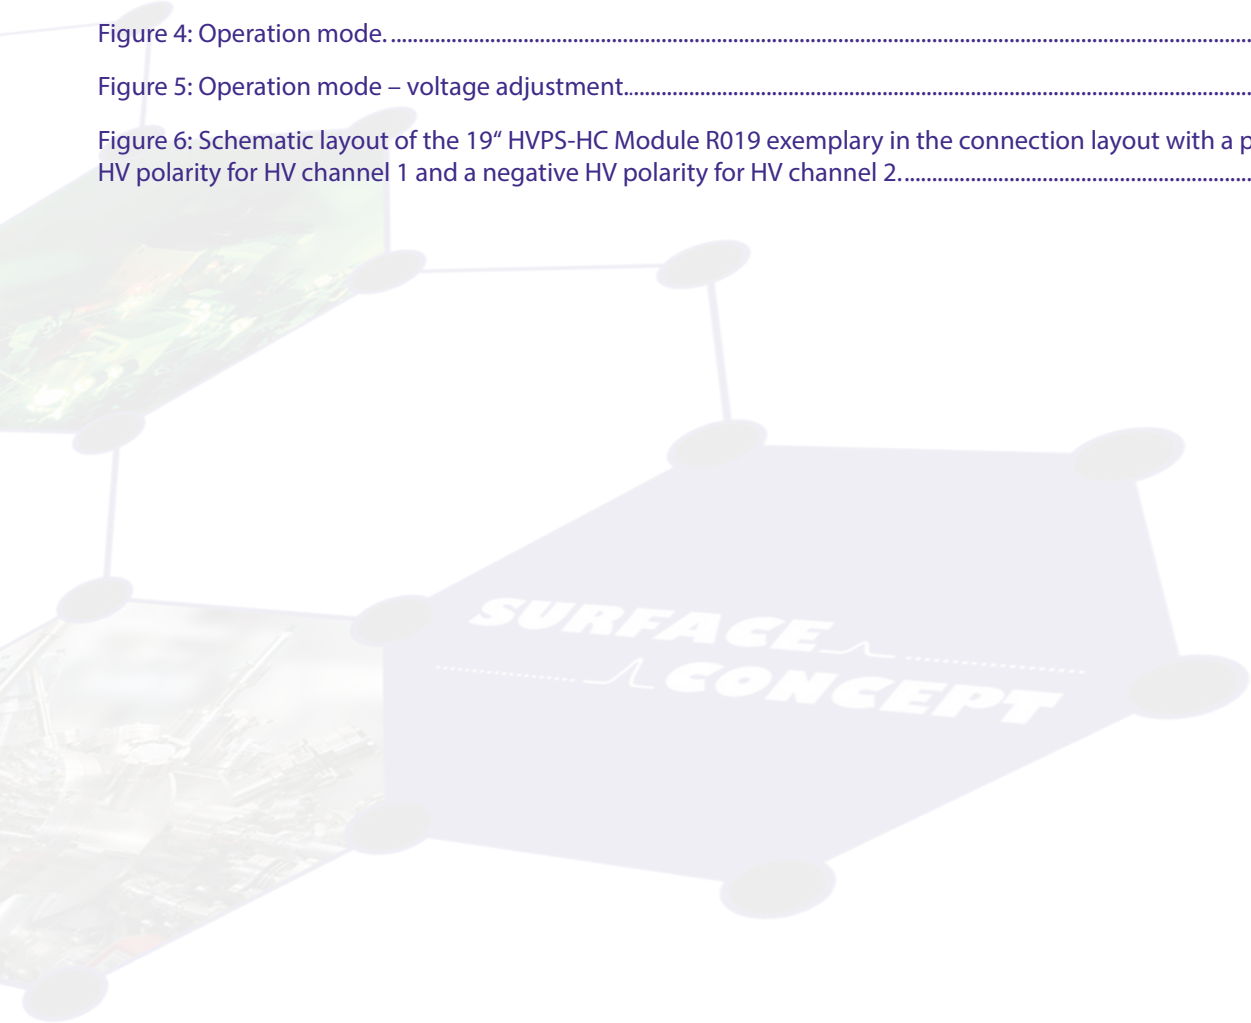 Figure 4: Operation mode. ................................................................................
Figure 5: Operation mode – voltage adjustment. ................................................................................
Figure 6: Schematic layout of the 19“ HVPS-HC Module R019 exemplary in the connection layout with a p
HV polarity for HV channel 1 and a negative HV polarity for HV channel 2. ................................................................................
SURFACE
CONCEPT